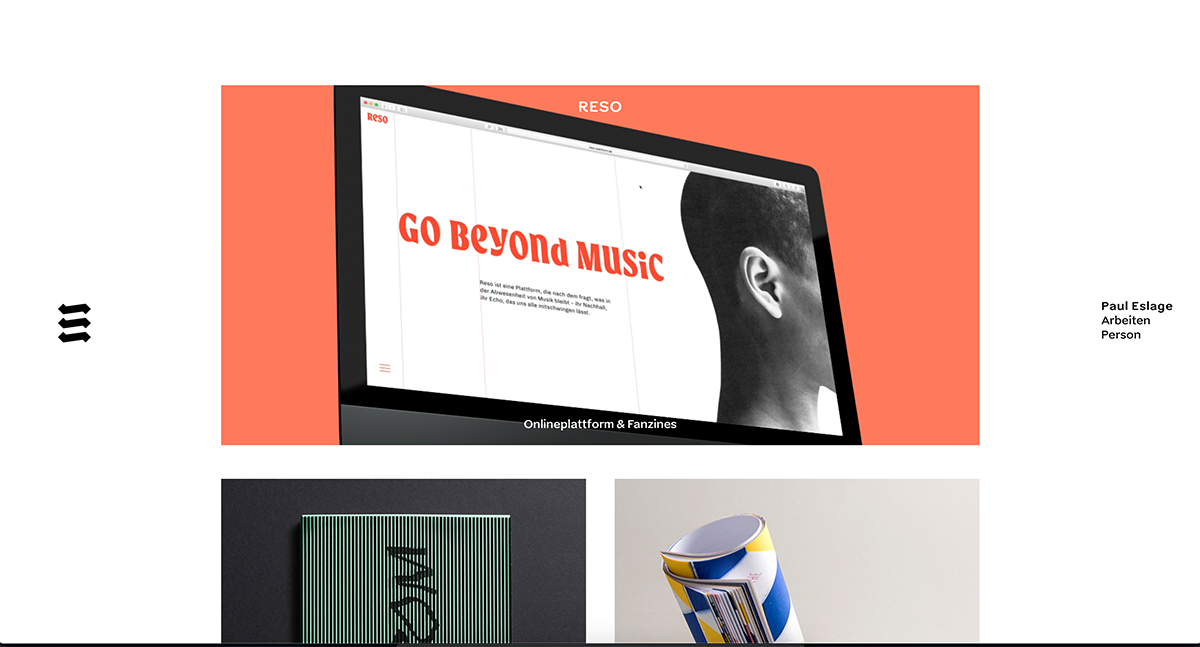 RESO
Reso
GO Beyond MUSiC
Reso ist eine Plattform, die nach dem fragt, was in
der Abwesenheit von Musik bleibt – ihr Nachhall,
ihr Echo, das uns alle mitschwingen lässt.
Onlineplattform & Fanzines
Paul Eslage
Arbeiten
Person